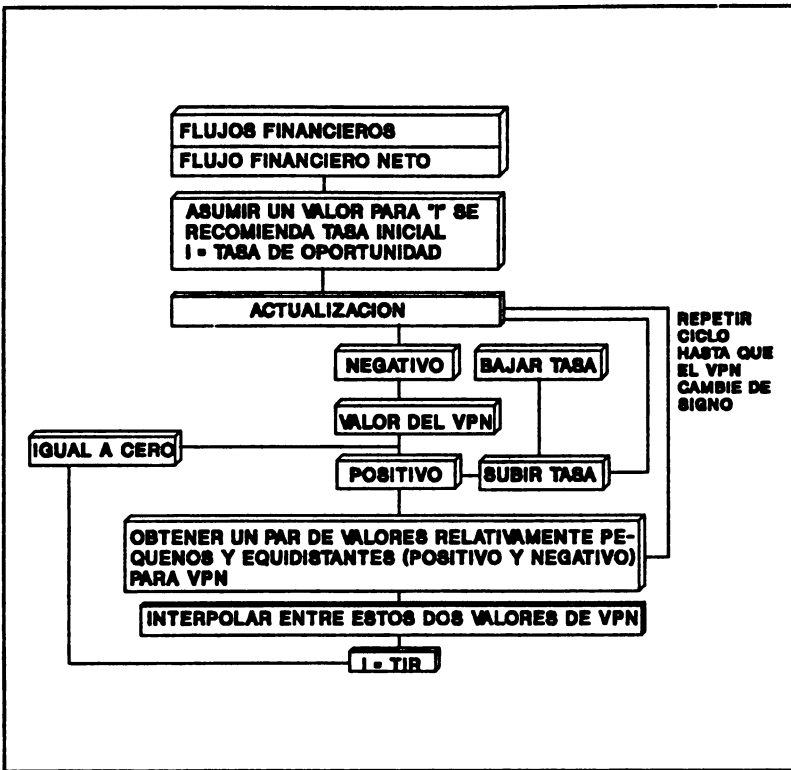 FLUJOS FINANCIEROS
FLUJO FINANCIERO NETO
ASUMIR UN VALOR PARA "I" SE
RECOMIENDA TASA INICIAL
I = TASA DE OPORTUNIDAD
ACTUALIZACION
REPETIR
CICLO
HASTA QUE
EL VPN
CAMBIE DE
SIGNO
NEGATIVO
BAJAR TASA
VALOR DEL VPN
IGUAL A CERO
POSITIVO
SUBIR TASA
OBTENER UN PAR DE VALORES RELATIVAMENTE PE-
QUENOS Y EQUIDISTANTES (POSITIVO Y NEGATIVO)
PARA VPN
INTERPOLAR ENTRE ESTOS DOS VALORES DE VPN
I = TIR